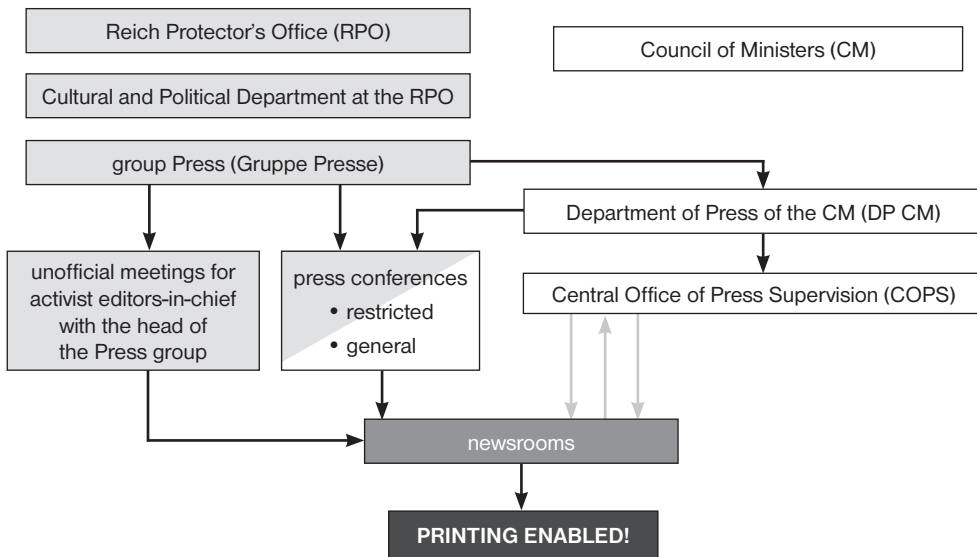 Reich Protector's Office (RPO)
Council of Ministers (CM)
Cultural and Political Department at the RPO
group Press (Gruppe Presse)
Department of Press of the CM (DP CM)
unofficial meetings for
activist editors-in-chief
with the head of
the Press group
press conferences
• restricted
• general
Central Office of Press Supervision (COPS)
newsrooms
PRINTING ENABLED!